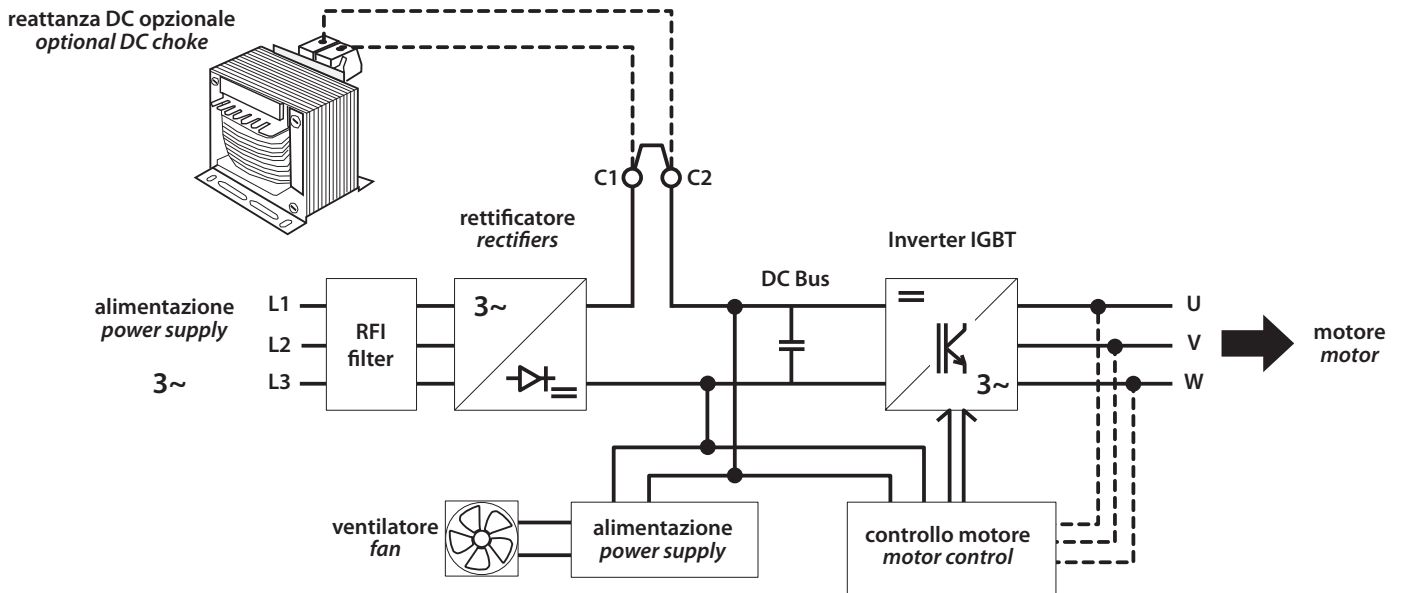 reattanza DC opzionale
optional DC choke
C1
C2
rettificatore
rectifiers
Inverter IGBT
DC Bus
alimentazione
power supply
3~
L1
L2
L3
RFI
filter
3~
3~
U
V
W
motore
motor
ventilatore
fan
alimentazione
power supply
controllo motore
motor control